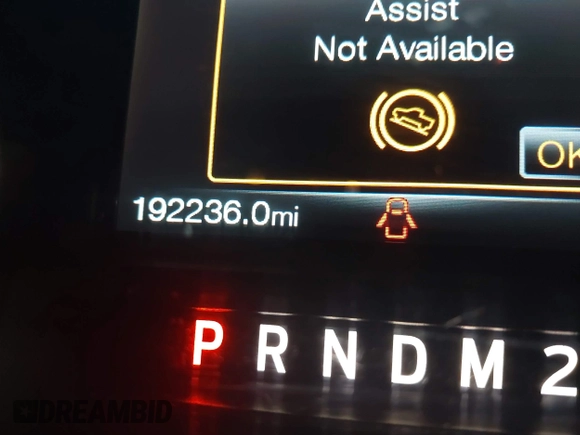 Assist
Not Available
OK
192236.0mi
P R N D M 2
DREAMBID